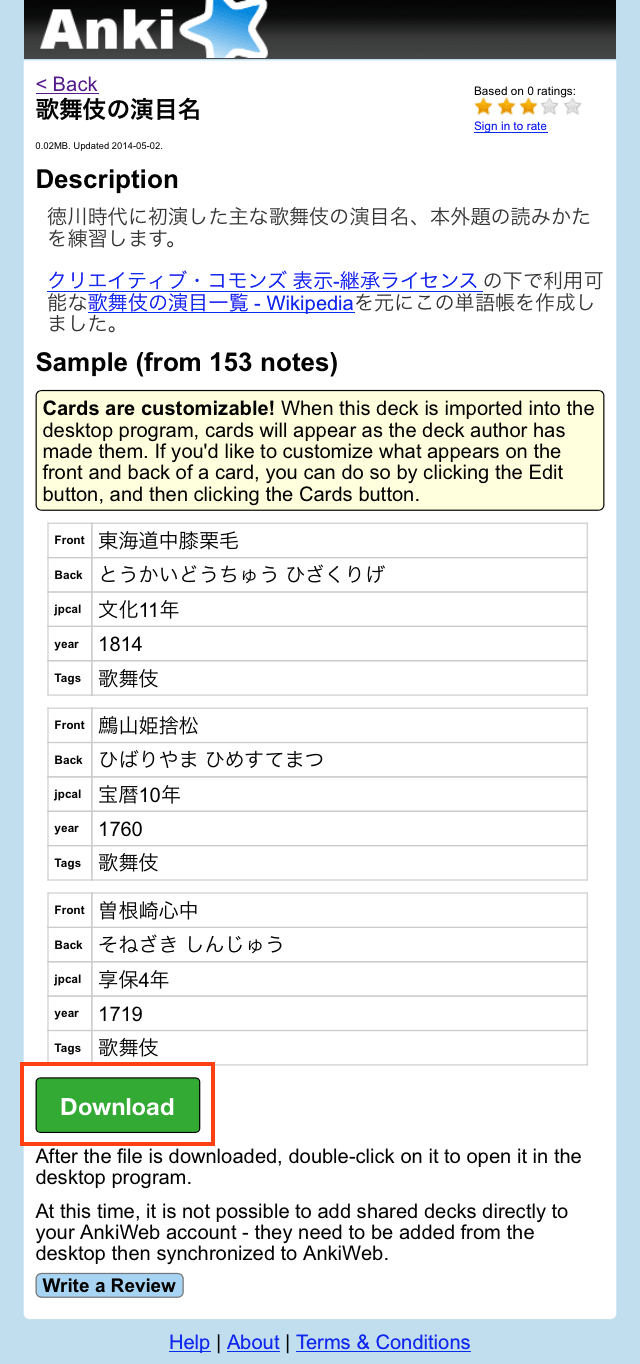 Anki
< Back
歌舞伎の演目名
Based on 0 ratings:
Sign in to rate
0.02MB. Updated 2014-05-02.
Description
徳川時代に初演した主な歌舞伎の演目名、本外題の読みかた
を練習します。
クリエイティブ・コモンズ 表示-継承ライセンス の下で利用可
能な歌舞伎の演目一覧 - Wikipediaを元にこの単語帳を作成し
ました。
Sample (from 153 notes)
Cards are customizable! When this deck is imported into the
desktop program, cards will appear as the deck author has
made them. If you'd like to customize what appears on the
front and back of a card, you can do so by clicking the Edit
button, and then clicking the Cards button.
Front 東海道中膝栗毛
Back とうかいどうちゅう ひざくりげ
jpcal 文化11年
year 1814
Tags 歌舞伎
Front 鷓山姫捨松
Back ひばりやま ひめすてまつ
jpcal 宝暦10年
year 1760
Tags 歌舞伎
Front 曽根崎心中
Back そねざき しんじゅう
jpcal 享保4年
year 1719
Tags 歌舞伎
Download
After the file is downloaded, double-click on it to open it in the
desktop program.
At this time, it is not possible to add shared decks directly to
your AnkiWeb account - they need to be added from the
desktop then synchronized to AnkiWeb.
Write a Review
Help | About | Terms & Conditions